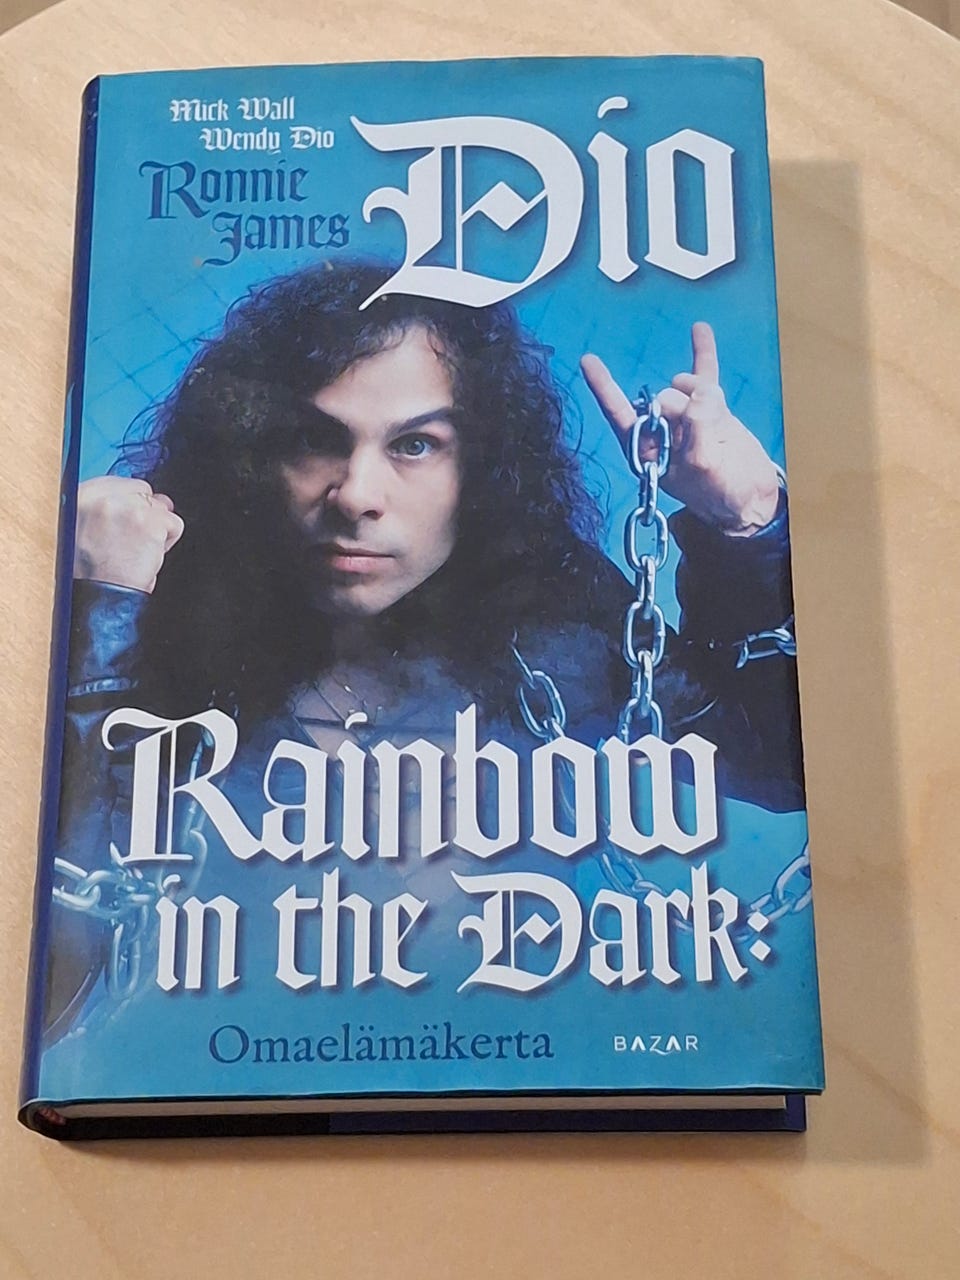 Mick Wall
Wendy Dio
Ronnie
James
Dio
Rainbow
in the Dark:
Omaelämäkerta
BAZAR